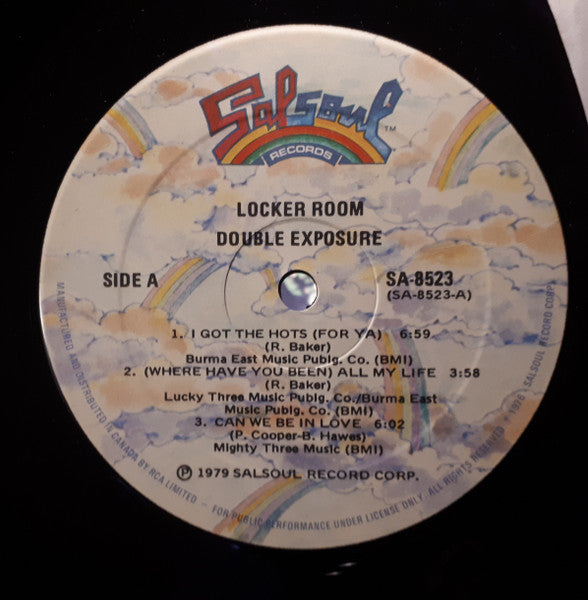 Salsoul TM
RECORDS
LOCKER ROOM
DOUBLE EXPOSURE
SIDE A
SA-8523
(SA-8523-A)
1. I GOT THE HOTS (FOR YA) 6:59
(R. Baker)
Burma East Music Publg. Co. (BMI)
2. (WHERE HAVE YOU BEEN) ALL MY LIFE 3:58
(R. Baker)
Lucky Three Music Publg. Co./Burma East
Music Publg. Co. (BMI)
3. CAN WE BE IN LOVE 6:02
(P. Cooper-B. Hawes)
Mighty Three Music (BMI)
℗ 1979 SALSOUL RECORD CORP.
MANUFACTURED AND DISTRIBUTED IN CANADA BY RCA LIMITED – FOR PUBLIC PERFORMANCE UNDER LICENSE ONLY. ALL RIGHTS RESERVED 1978 SALSOUL RECORD CORP.